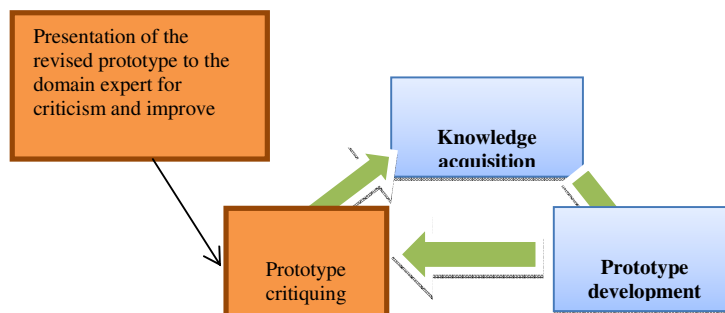 Presentation of the
revised prototype to the
domain expert for
criticism and improve
Knowledge
acquisition
Prototype
critiquing
Prototype
development